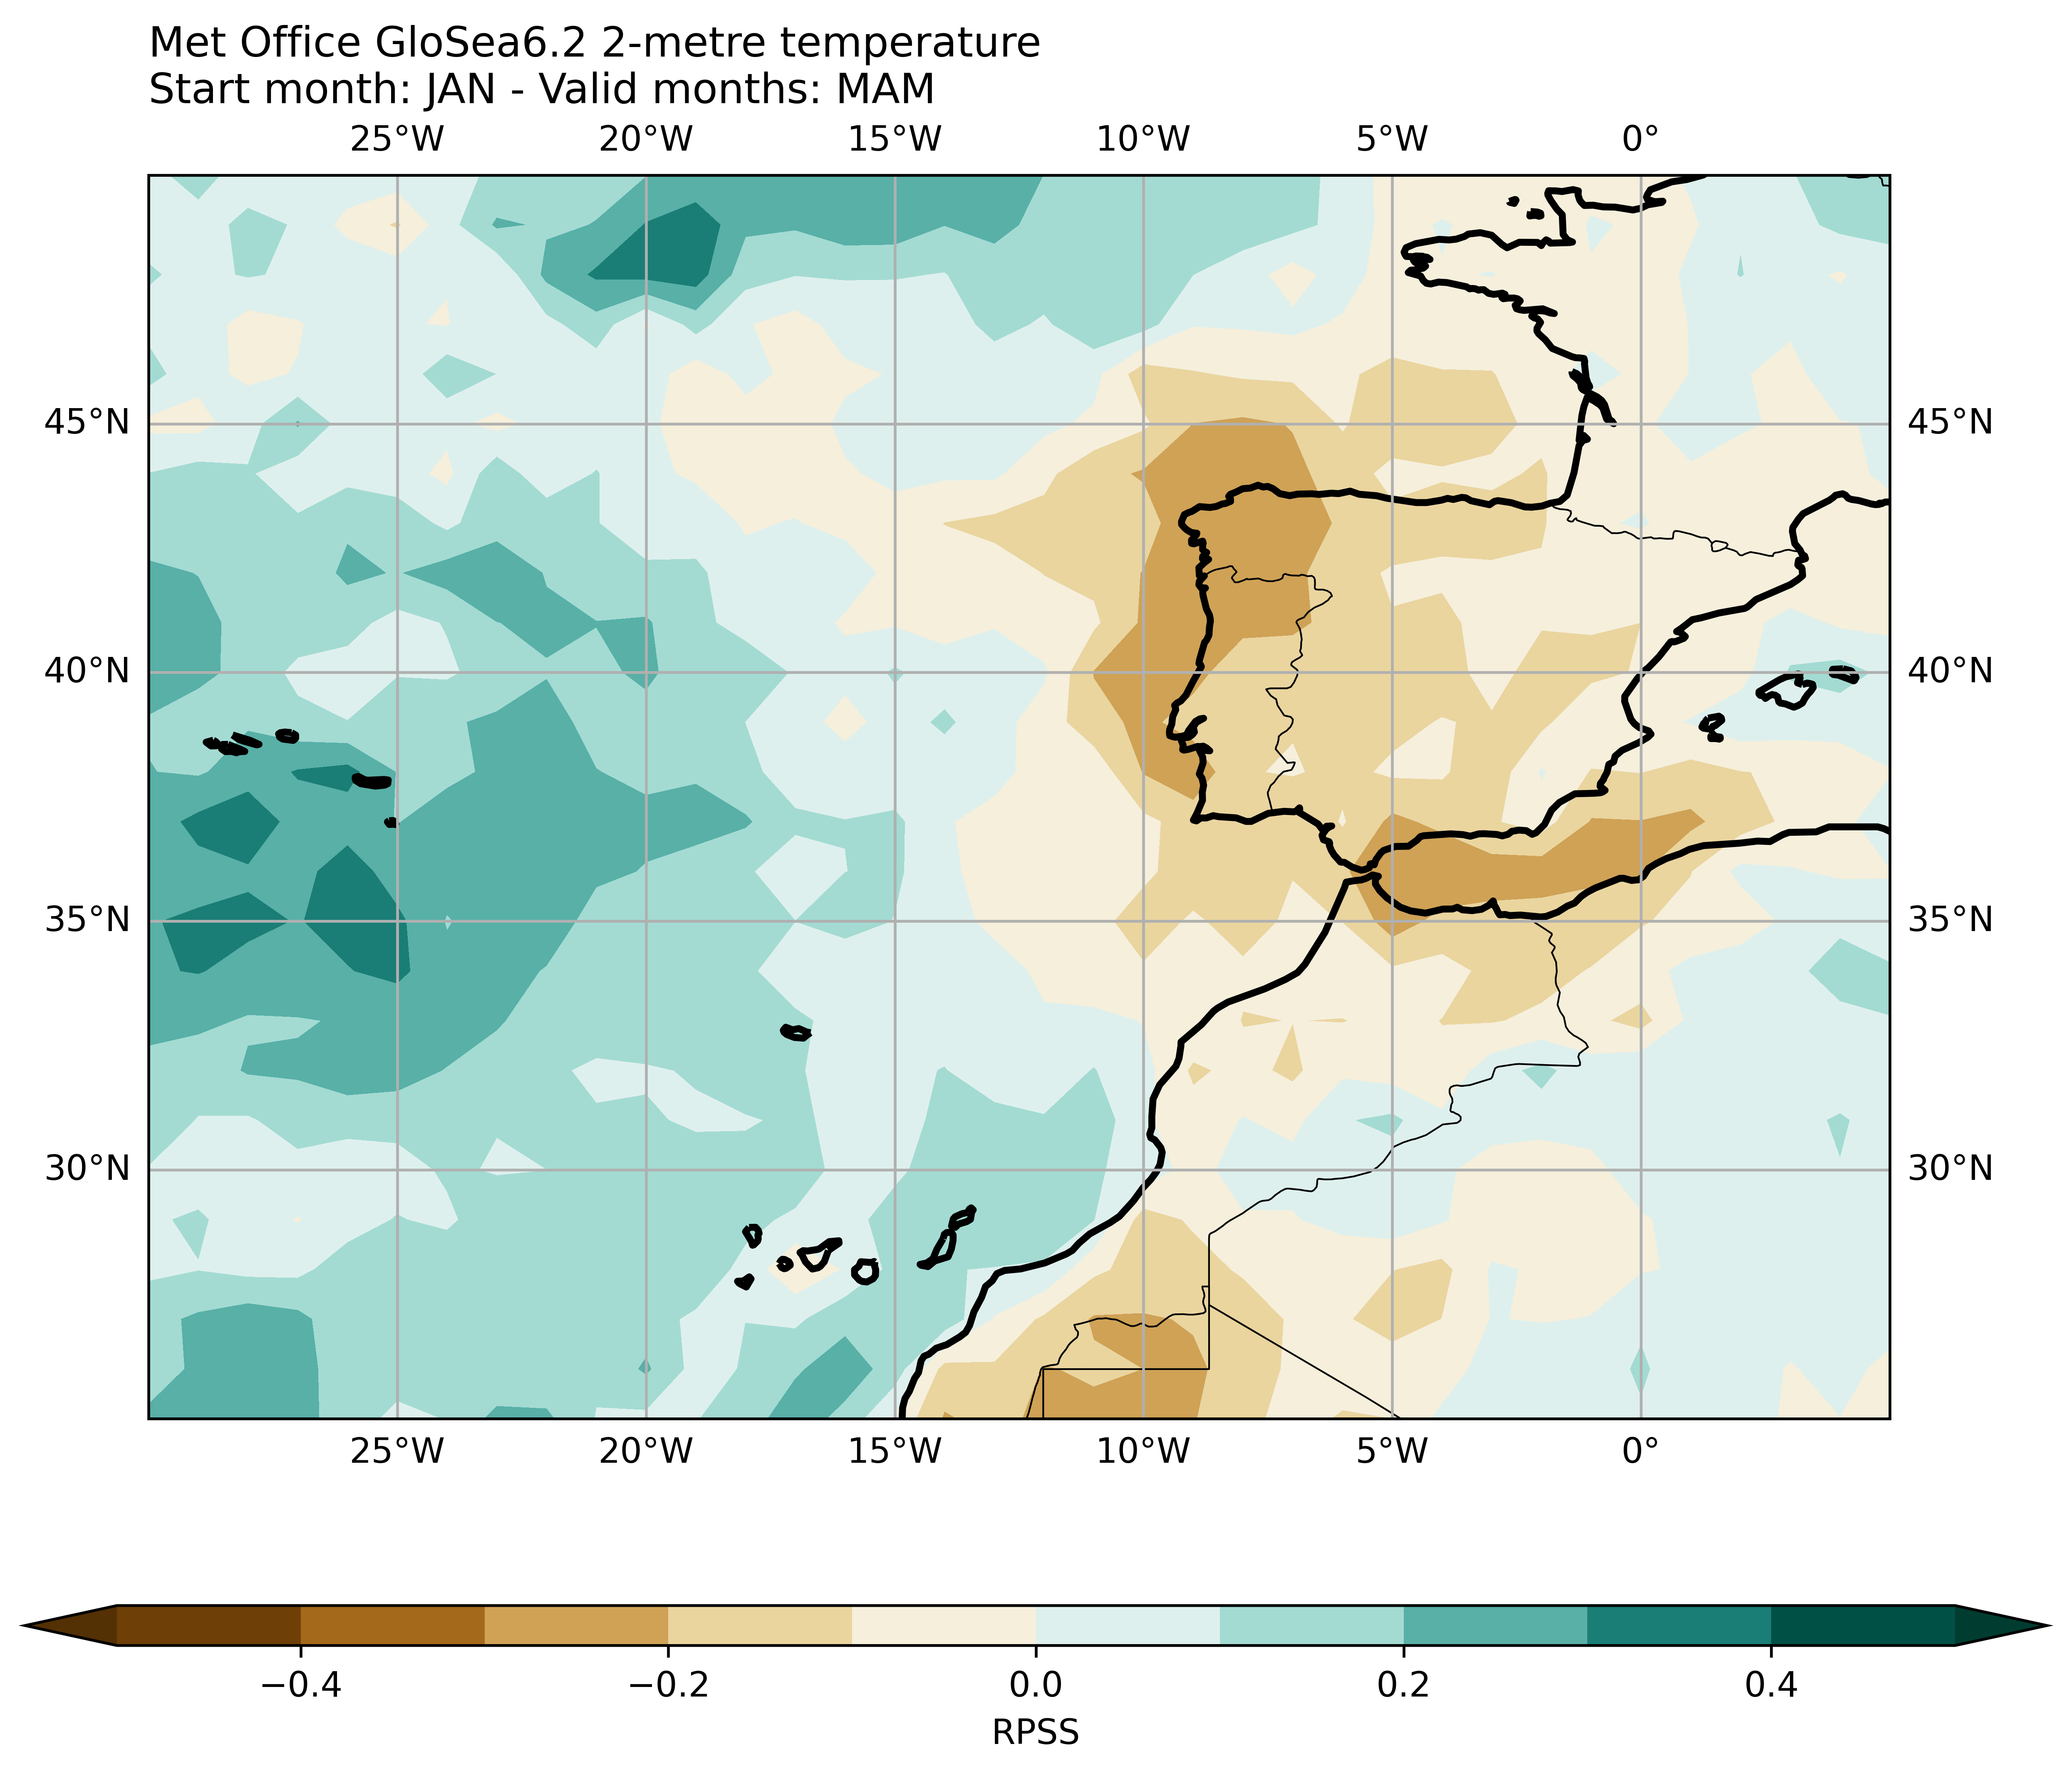 Met Office GloSea6.2 2-metre temperature
Start month: JAN - Valid months: MAM
25°W 20°W 15°W 10°W 5°W 0°
45°N 45°N
40°N 40°N
35°N 35°N
30°N 30°N
25°W 20°W 15°W 10°W 5°W 0°
−0.4 −0.2 0.0 0.2 0.4
RPSS